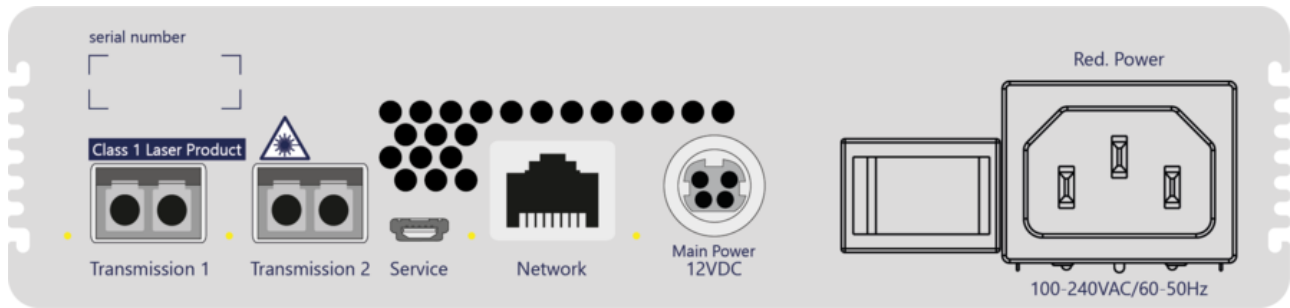 serial number
Red. Power
Class 1 Laser Product
Main Power
12VDC
Transmission 1
Transmission 2
Service
Network
100-240VAC/60-50Hz